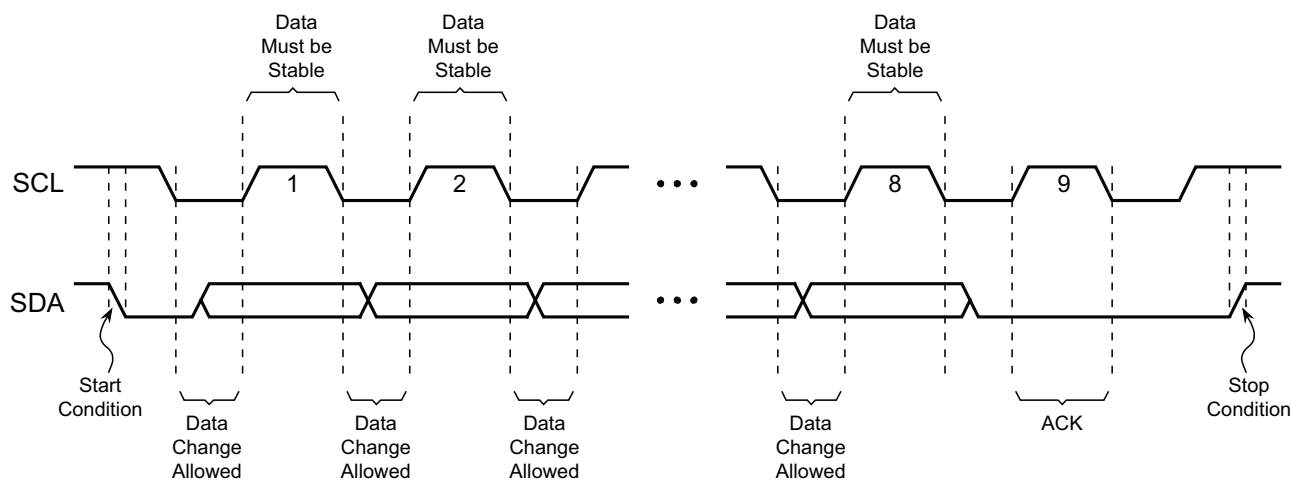 Data
Must be
Stable
Data
Must be
Stable
Data
Must be
Stable
SCL
1
2
•••
8
9
SDA
•••
Start
Condition
Data
Change
Allowed
Data
Change
Allowed
Data
Change
Allowed
Data
Change
Allowed
ACK
Stop
Condition